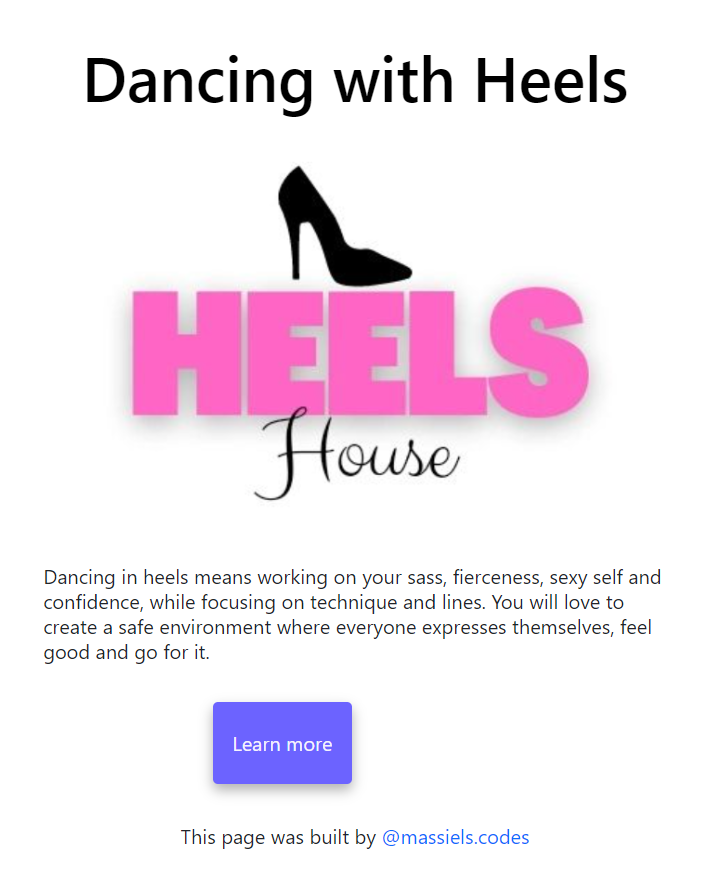 Dancing with Heels
HEELS
House
Dancing in heels means working on your sass, fierceness, sexy self and
confidence, while focusing on technique and lines. You will love to
create a safe environment where everyone expresses themselves, feel
good and go for it.
Learn more
This page was built by @massiels.codes